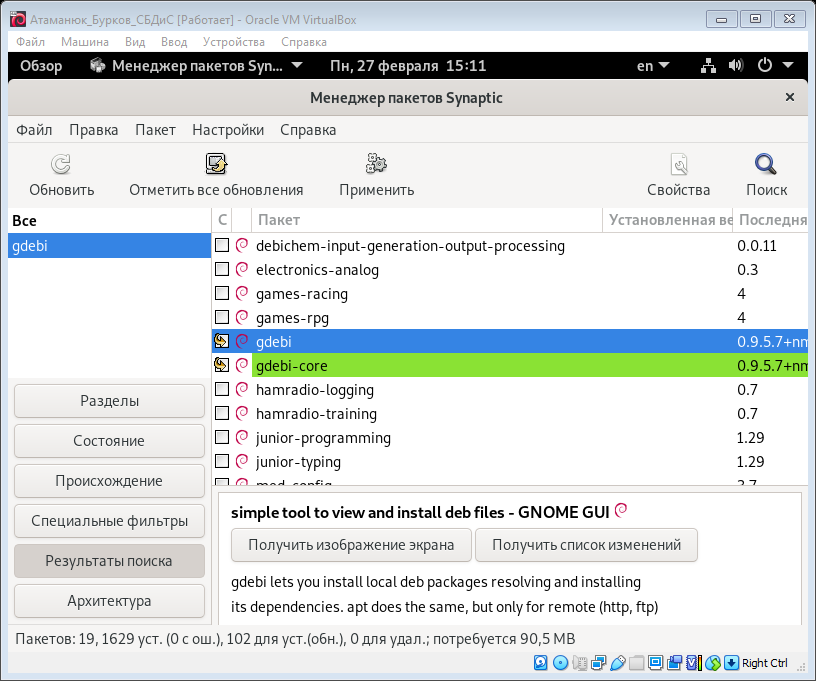 Атаманюк_Бурков_СБДиС [Работает] - Oracle VM VirtualBox
Файл Машина Вид Ввод Устройства Справка
Обзор Менеджер пакетов Syn... Пн, 27 февраля 15:11 en
Менеджер пакетов Synaptic
Файл Правка Пакет Настройки Справка
Обновить Отметить все обновления Применить Свойства Поиск
Все
gdebi
С Пакет Установленная ве Последня
debichem-input-generation-output-processing 0.0.11
electronics-analog 0.3
games-racing 4
games-rpg 4
gdebi 0.9.5.7+nm
gdebi-core 0.9.5.7+nm
hamradio-logging 0.7
hamradio-training 0.7
junior-programming 1.29
junior-typing 1.29
med-config 3.7
Разделы
Состояние
Происхождение
Специальные фильтры
Результаты поиска
Архитектура
simple tool to view and install deb files - GNOME GUI
Получить изображение экрана Получить список изменений
gdebi lets you install local deb packages resolving and installing
its dependencies. apt does the same, but only for remote (http, ftp)
Пакетов: 19, 1629 уст. (0 с ош.), 102 для уст.(обн.), 0 для удал.; потребуется 90,5 MB
Right Ctrl